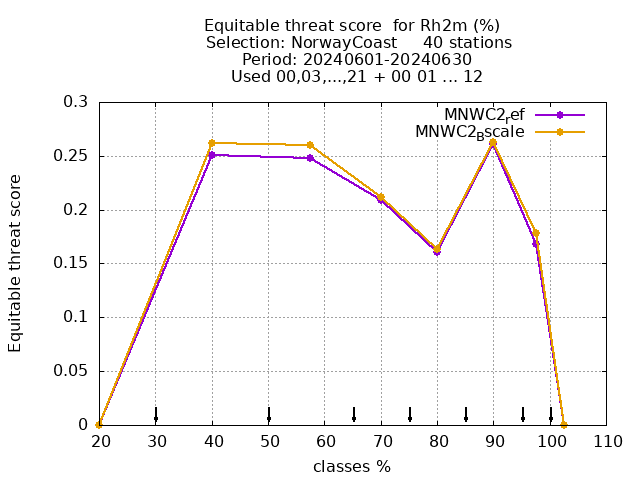 Equitable threat score  for Rh2m (%)
Selection: NorwayCoast     40 stations
Period: 20240601-20240630
Used 00,03,...,21 + 00 01 ... 12
MNWC2_ref
MNWC2_Bscale
0.3
0.25
0.2
0.15
0.1
0.05
0
Equitable threat score
20 30 40 50 60 70 80 90 100 110
classes %